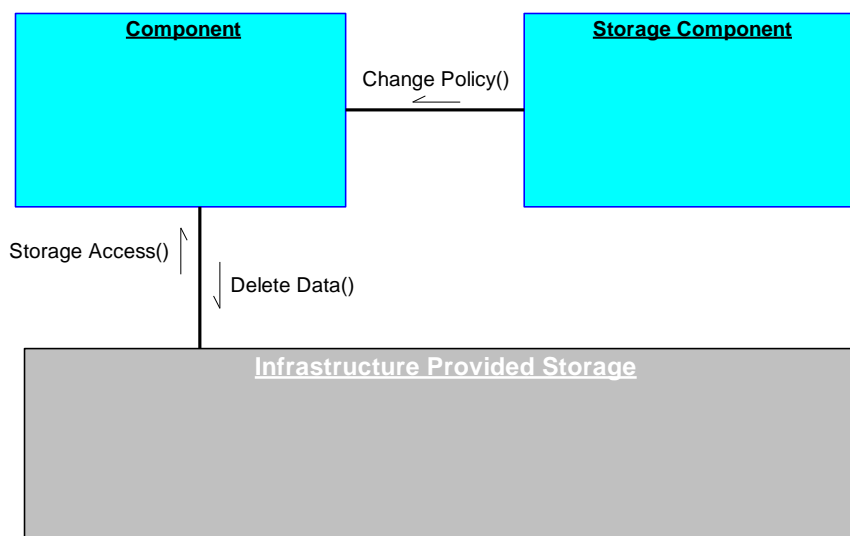 Component
Storage Component
Change Policy()
Storage Access()
Delete Data()
Infrastructure Provided Storage